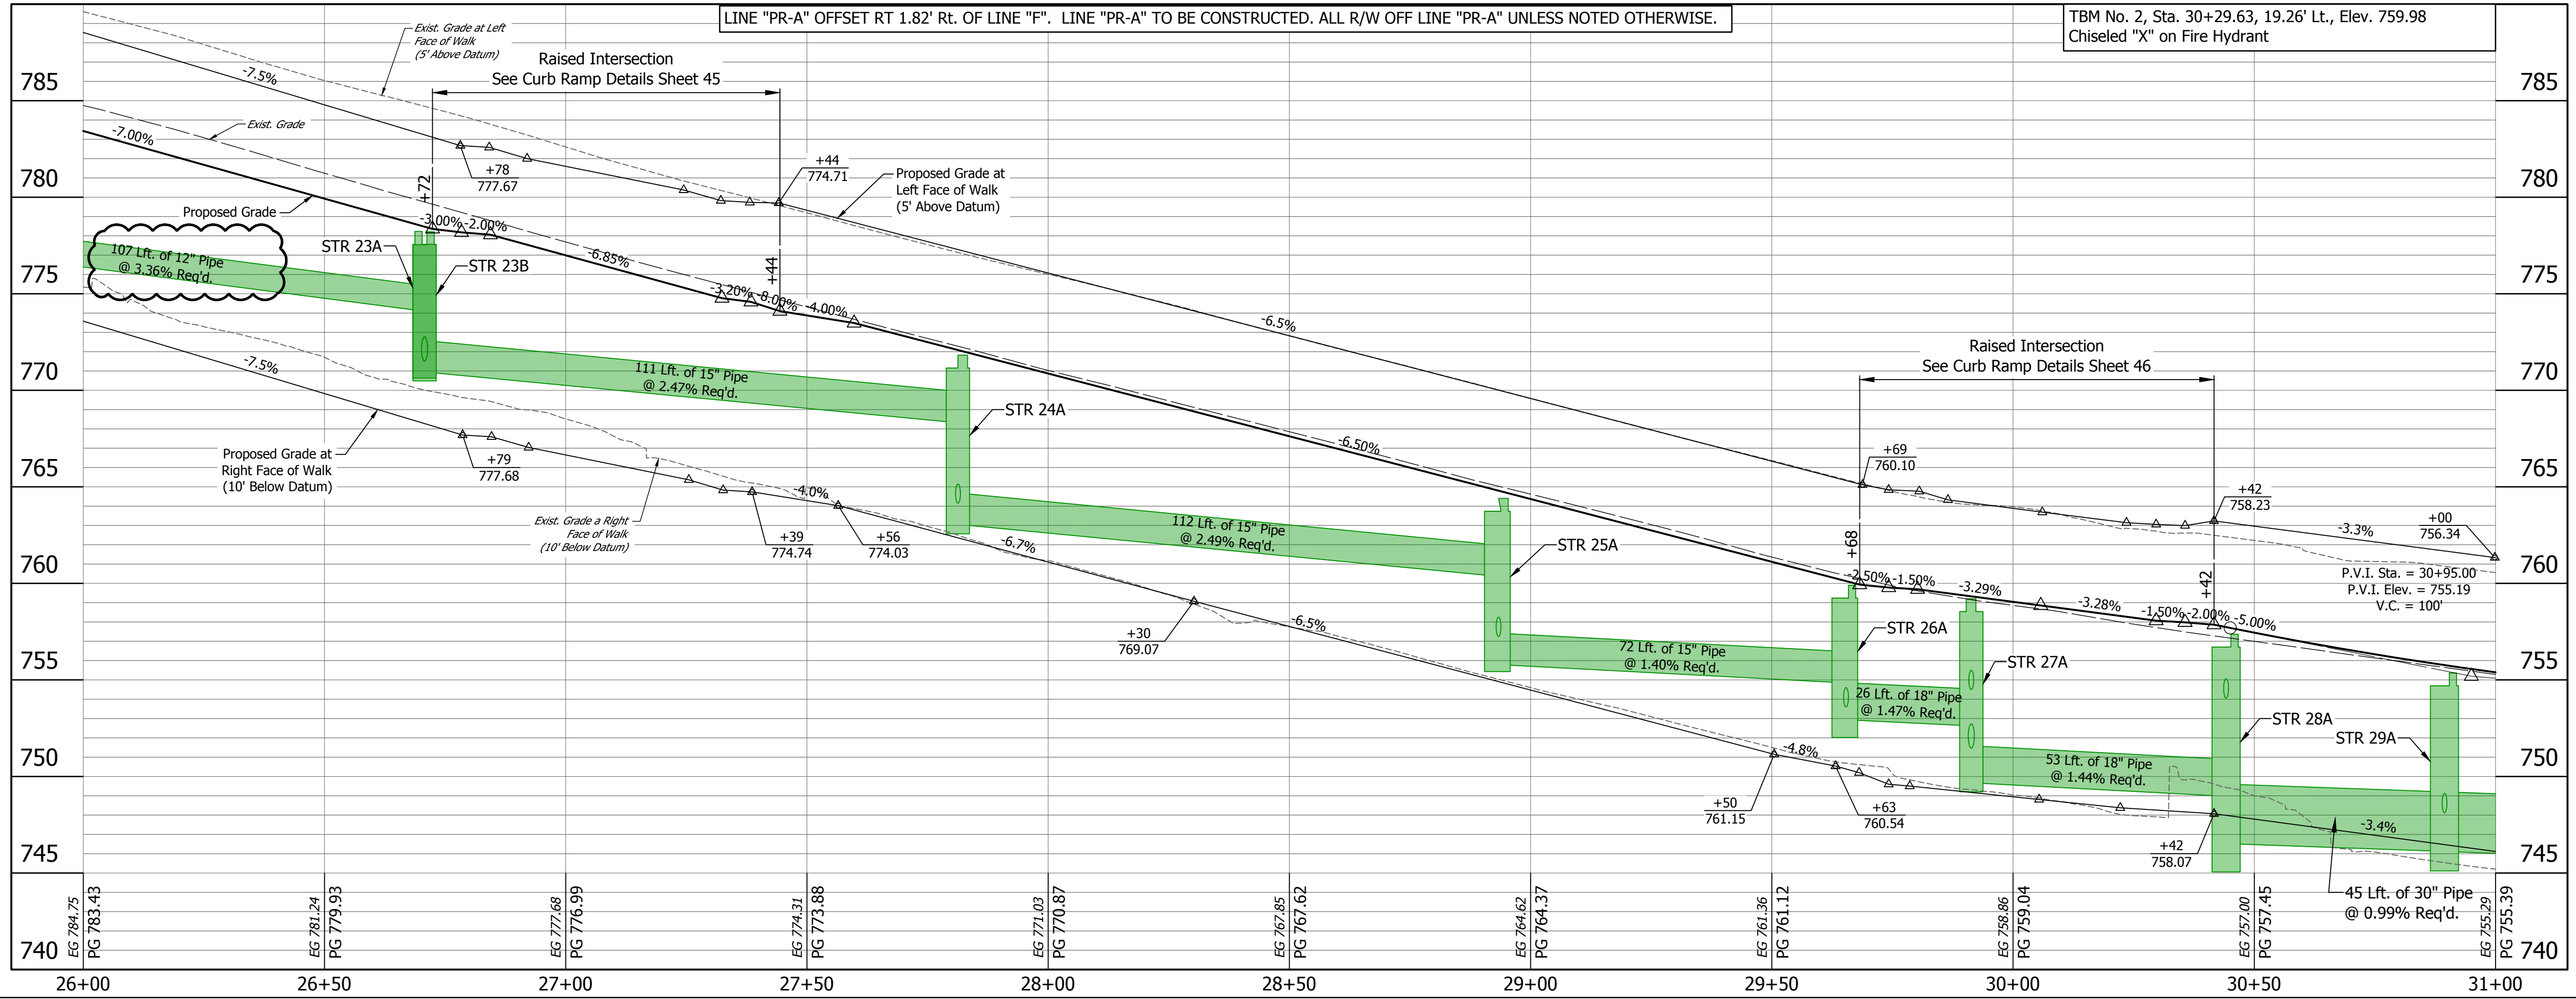 LINE "PR-A" OFFSET RT 1.82' Rt. OF LINE "F".  LINE "PR-A" TO BE CONSTRUCTED. ALL R/W OFF LINE "PR-A" UNLESS NOTED OTHERWISE.
TBM No. 2, Sta. 30+29.63, 19.26' Lt., Elev. 759.98
Chiseled "X" on Fire Hydrant
Exist. Grade at Left
Face of Walk
(5' Above Datum)
Raised Intersection
See Curb Ramp Details Sheet 45
785
785
-7.5%
Exist. Grade
-7.00%
+78
777.67
+44
774.71
Proposed Grade at
Left Face of Walk
(5' Above Datum)
780
780
+72
Proposed Grade
-3.00%
-2.00%
STR 23A
107 Lft. of 12" Pipe
@ 3.36% Req'd.
STR 23B
-6.85%
+44
775
775
-3.20%
-8.00%
-4.00%
-6.5%
Raised Intersection
See Curb Ramp Details Sheet 46
770
770
-7.5%
111 Lft. of 15" Pipe
@ 2.47% Req'd.
STR 24A
-6.50%
Proposed Grade at
Right Face of Walk
(10' Below Datum)
+79
777.68
765
765
+69
760.10
-4.0%
+42
758.23
Exist. Grade a Right
Face of Walk
(10' Below Datum)
+39
774.74
+56
774.03
-6.7%
112 Lft. of 15" Pipe
@ 2.49% Req'd.
STR 25A
+68
-3.3%
+00
756.34
760
760
-2.50%
-1.50%
-3.29%
-3.28%
-1.50%
-2.00%
-5.00%
+42
P.V.I. Sta. = 30+95.00
P.V.I. Elev. = 755.19
V.C. = 100'
+30
769.07
-6.5%
STR 26A
755
755
72 Lft. of 15" Pipe
@ 1.40% Req'd.
STR 27A
26 Lft. of 18" Pipe
@ 1.47% Req'd.
STR 28A
STR 29A
750
750
-4.8%
53 Lft. of 18" Pipe
@ 1.44% Req'd.
+50
761.15
+63
760.54
-3.4%
745
745
+42
758.07
45 Lft. of 30" Pipe
@ 0.99% Req'd.
740
740
EG 784.75
PG 783.43
EG 781.24
PG 779.93
EG 777.68
PG 776.99
EG 774.31
PG 773.88
EG 771.03
PG 770.87
EG 767.85
PG 767.62
EG 764.62
PG 764.37
EG 761.36
PG 761.12
EG 758.86
PG 759.04
EG 757.00
PG 757.45
EG 755.29
PG 755.39
26+00
26+50
27+00
27+50
28+00
28+50
29+00
29+50
30+00
30+50
31+00